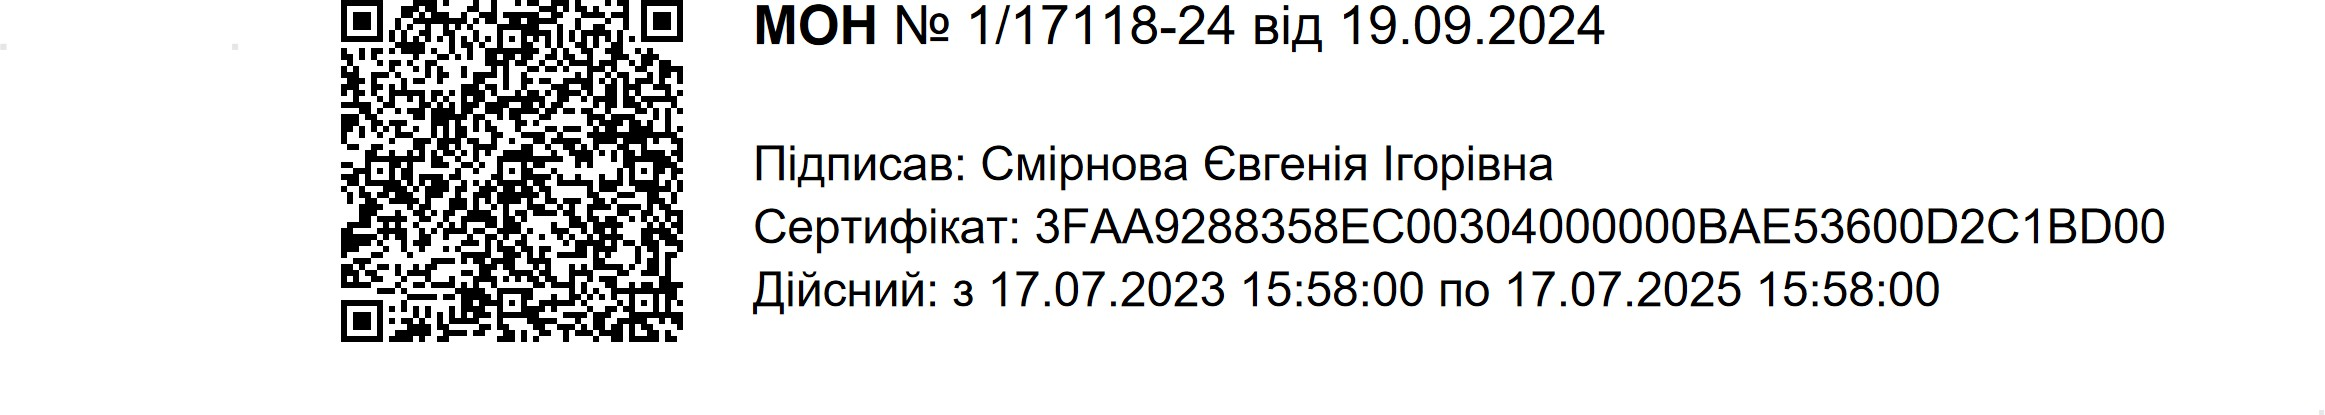 МОН № 1/17118-24 від 19.09.2024
Підписав: Смірнова Євгенія Ігорівна
Сертифікат: 3FAA9288358EC00304000000BAE53600D2C1BD00
Дійсний: з 17.07.2023 15:58:00 по 17.07.2025 15:58:00